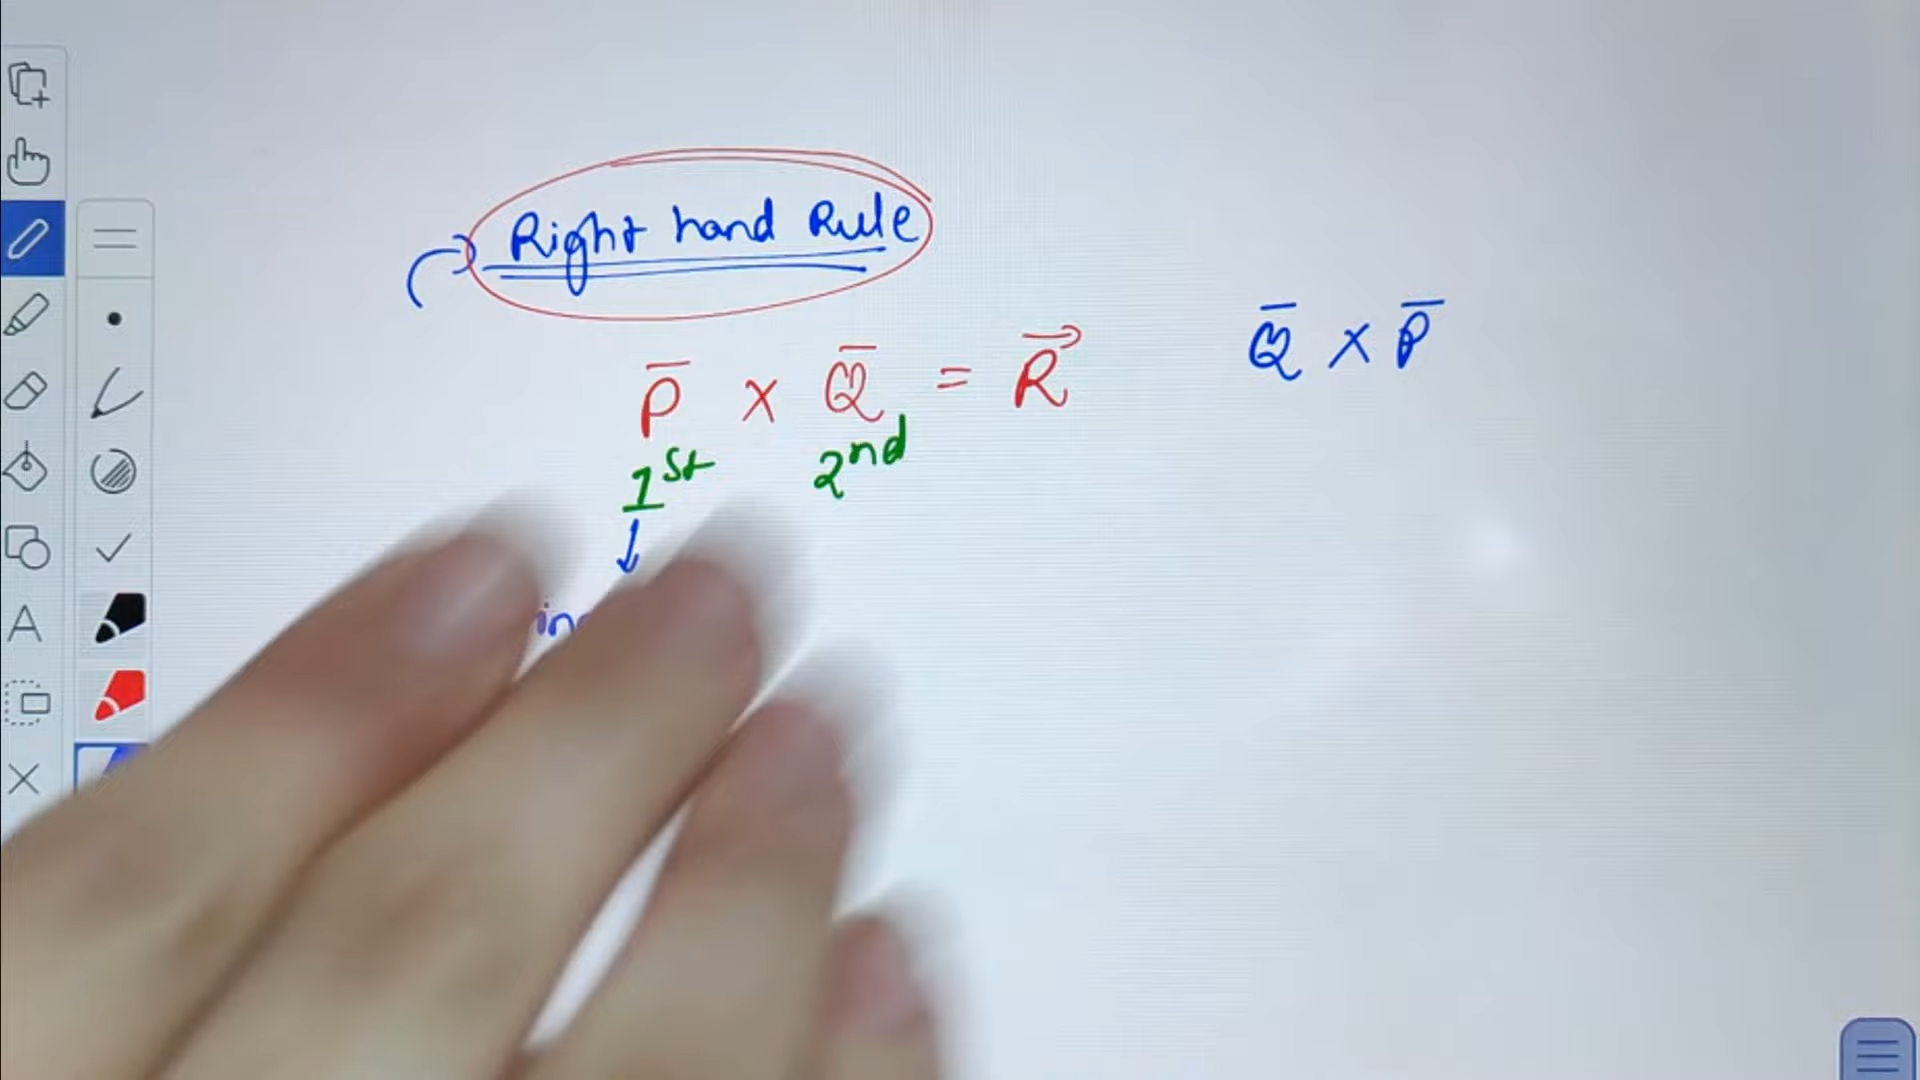 Right hand Rule
P̄ × Q̄ = R⃗
Q̄ × P̄
1st 2nd
A